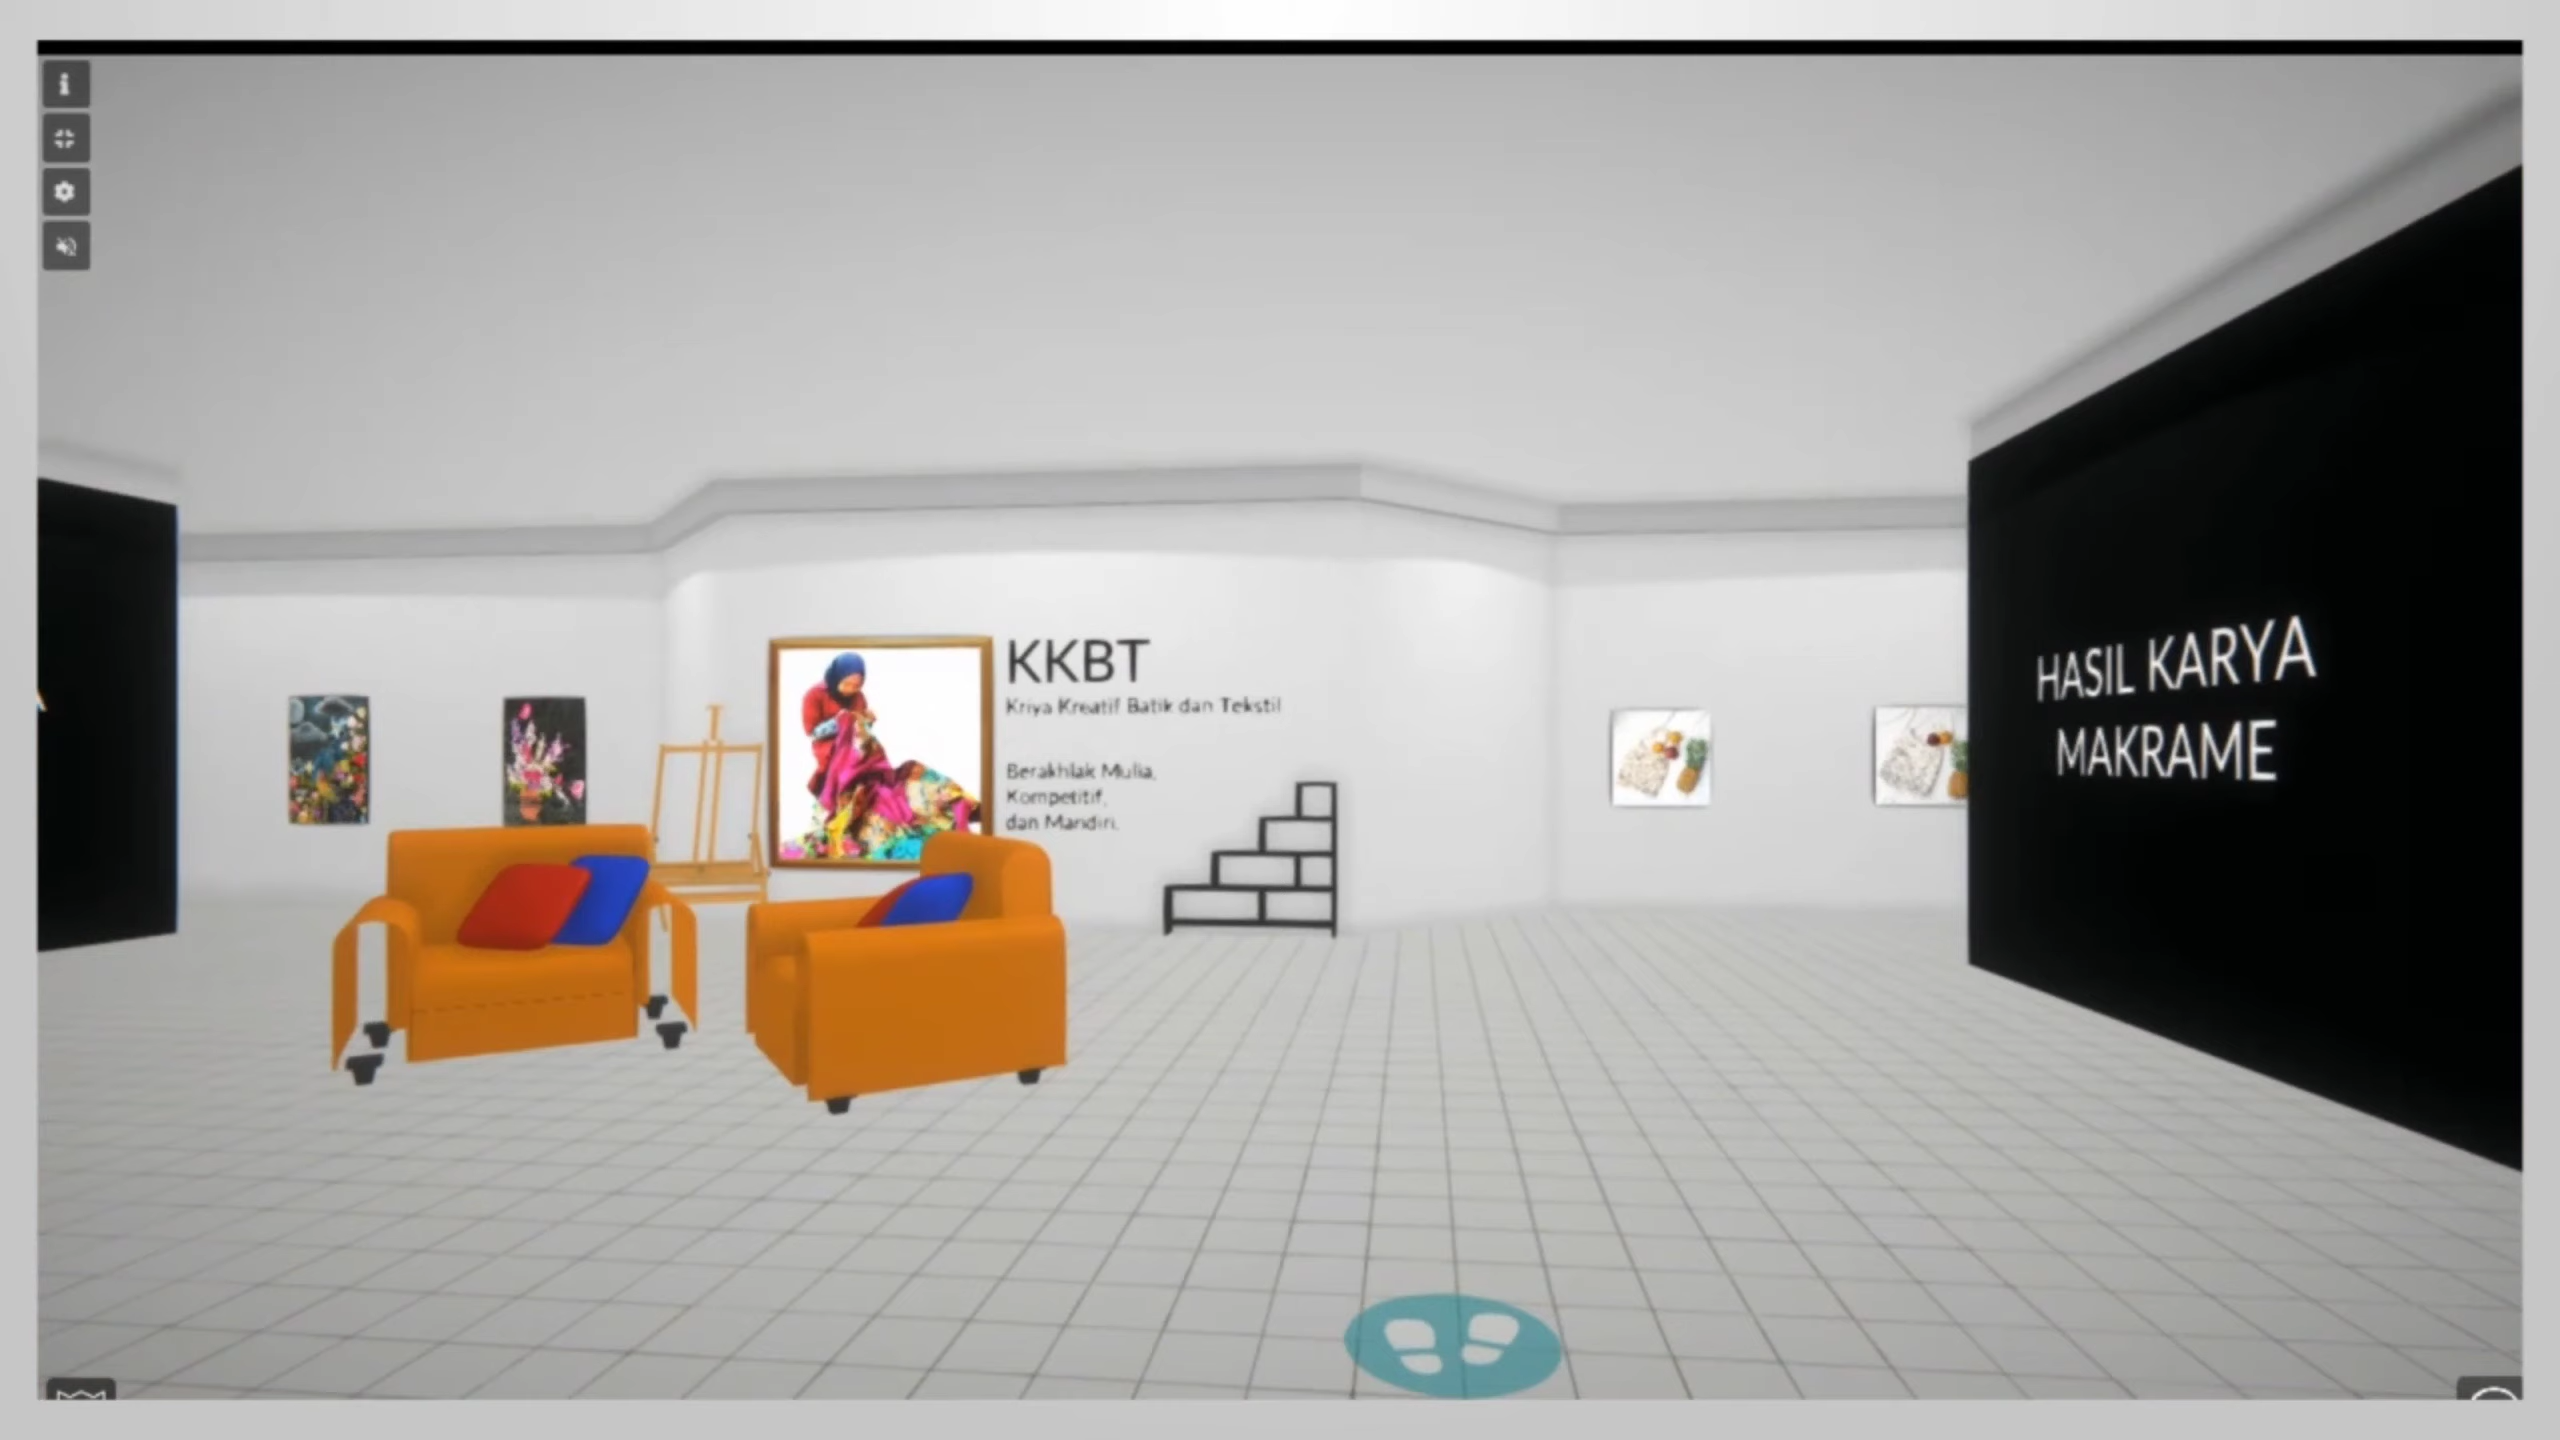 KKBT
Kriya Kreatif Batik dan Tekstil
Berakhlak Mulia,
Kompetitif,
dan Mandiri.
HASIL KARYA
MAKRAME